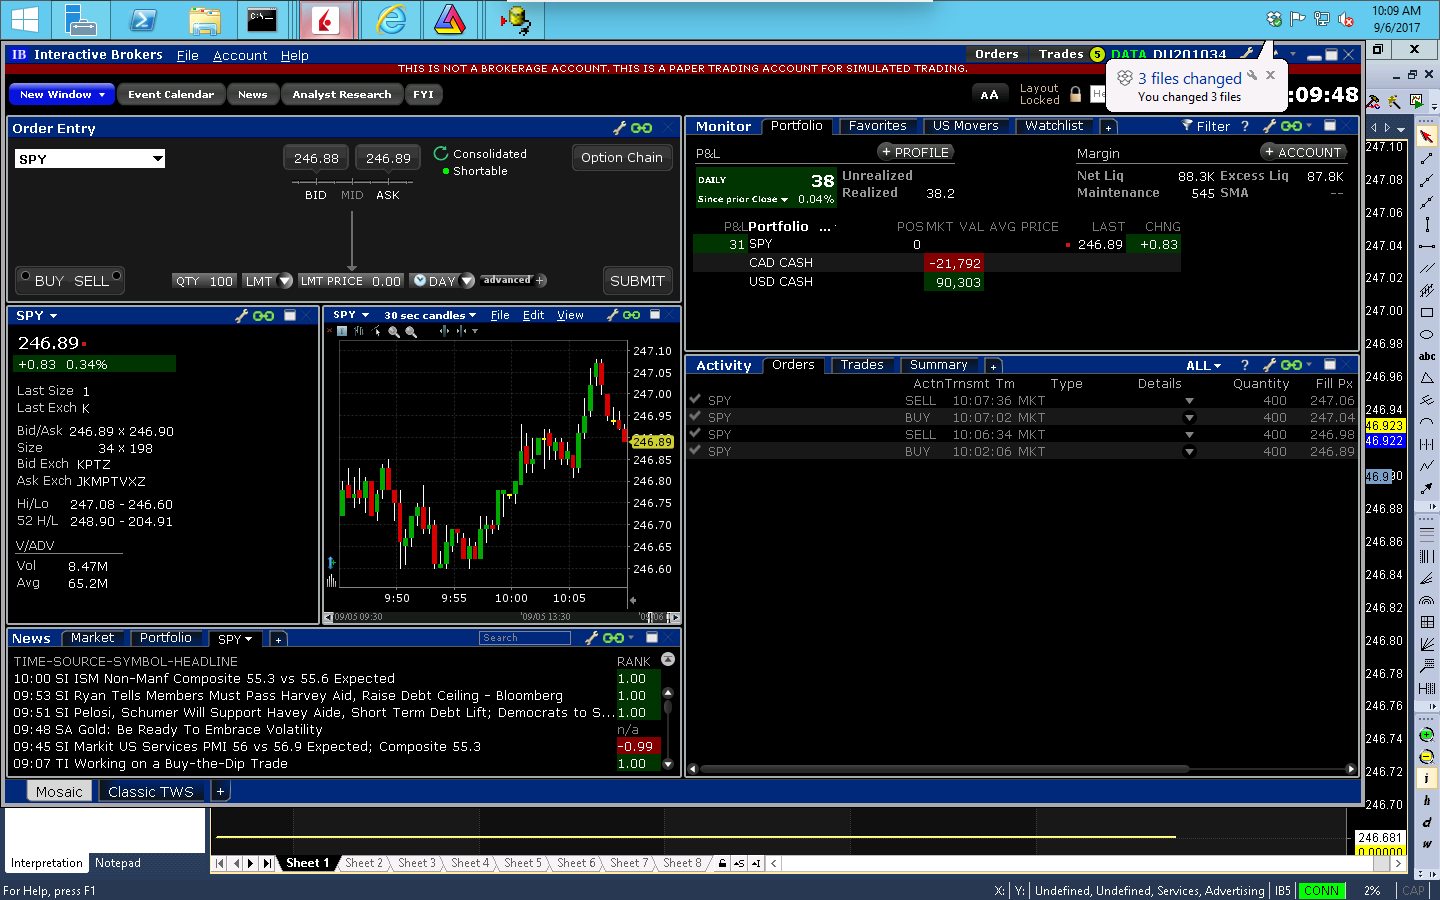 10:09 AM
9/6/2017
IB Interactive Brokers File Account Help
Orders Trades 5 DATA DU201034
THIS IS NOT A BROKERAGE ACCOUNT. THIS IS A PAPER TRADING ACCOUNT FOR SIMULATED TRADING.
3 files changed
You changed 3 files
New Window Event Calendar News Analyst Research FYI
AA Layout Locked He :09:48
Order Entry
SPY 246.88 246.89 Consolidated Option Chain
Shortable
BID MID ASK
BUY SELL QTY 100 LMT LMT PRICE 0.00 DAY advanced + SUBMIT
Monitor Portfolio Favorites US Movers Watchlist + Filter ?
P&L + PROFILE Margin + ACCOUNT
DAILY 38 Unrealized Net Liq 88.3K Excess Liq 87.8K
Since prior Close 0.04% Realized 38.2 Maintenance 545 SMA --
P&L Portfolio ... POS MKT VAL AVG PRICE LAST CHNG
31 SPY 0 246.89 +0.83
CAD CASH -21,792
USD CASH 90,303
SPY
246.89
+0.83 0.34%
Last Size 1
Last Exch K
Bid/Ask 246.89 x 246.90
Size 34 x 198
Bid Exch KPTZ
Ask Exch JKMPTVXZ
Hi/Lo 247.08 - 246.60
52 H/L 248.90 - 204.91
V/ADV
Vol 8.47M
Avg 65.2M
SPY 30 sec candles File Edit View
247.10
247.05
247.00
246.95
246.89
246.85
246.80
246.75
246.70
246.65
246.60
9:50 9:55 10:00 10:05
'09/05 09:30 '09/05 13:30
Activity Orders Trades Summary + ALL ?
Actn Trnsmt Tm Type Details Quantity Fill Px
SPY SELL 10:07:36 MKT 400 247.06
SPY BUY 10:07:02 MKT 400 247.04
SPY SELL 10:06:34 MKT 400 246.98
SPY BUY 10:02:06 MKT 400 246.89
News Market Portfolio SPY + Search
TIME-SOURCE-SYMBOL-HEADLINE RANK
10:00 SI ISM Non-Manf Composite 55.3 vs 55.6 Expected 1.00
09:53 SI Ryan Tells Members Must Pass Harvey Aid, Raise Debt Ceiling - Bloomberg 1.00
09:51 SI Pelosi, Schumer Will Support Havey Aide, Short Term Debt Lift; Democrats to S... 1.00
09:48 SA Gold: Be Ready To Embrace Volatility n/a
09:45 SI Markit US Services PMI 56 vs 56.9 Expected; Composite 55.3 -0.99
09:07 TI Working on a Buy-the-Dip Trade 1.00
Mosaic Classic TWS +
247.10
247.08
247.06
247.04
247.02
247.00
246.98
246.96
246.94
46.923
46.922
46.9 90
246.88
246.86
246.84
246.82
246.80
246.78
246.76
246.74
246.72
246.70
246.681
0.00000
abc
i
h
d
w
Interpretation Notepad
Sheet 1 Sheet 2 Sheet 3 Sheet 4 Sheet 5 Sheet 6 Sheet 7 Sheet 8
For Help, press F1 X: Y: Undefined, Undefined, Services, Advertising IB5 CONN 2% CAP